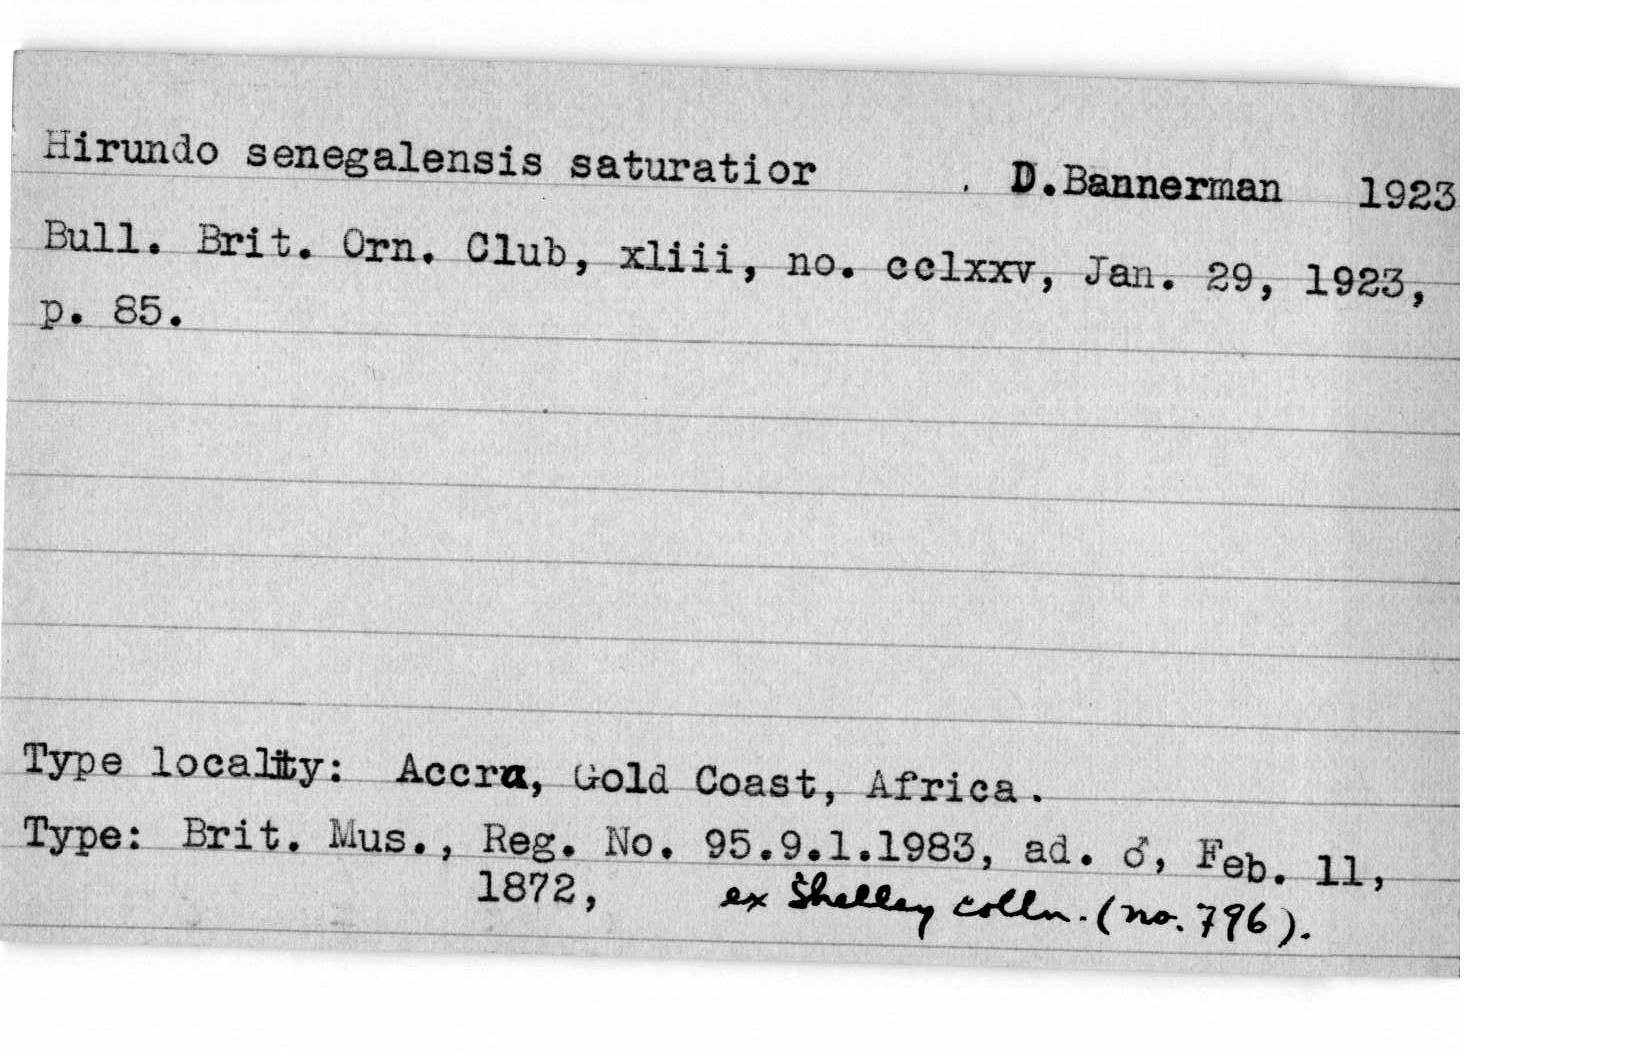 Hirundo senegalensis saturatior . D.Bannerman 1923
Bull. Brit. Orn. Club, xliii, no. cclxxv, Jan. 29, 1923,
p. 85.
Type locality: Accra, Gold Coast, Africa.
Type: Brit. Mus., Reg. No. 95.9.1.1983, ad. ♂, Feb. 11,
1872, ex Shelley colln. (no. 796).